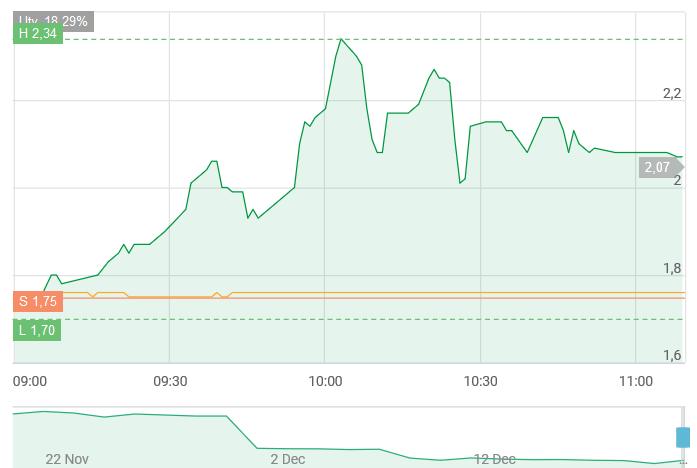 Utv. 18,29%
H 2,34
2,2
2,07
2
1,8
S 1,75
L 1,70
1,6
09:00 09:30 10:00 10:30 11:00
22 Nov 2 Dec 12 Dec